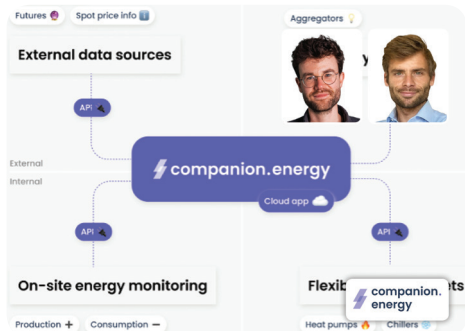 Futures
Spot price info
Aggregators
External data sources
y
API
External
companion.energy
Internal
Cloud app
API
API
On-site energy monitoring
ets
companion.
energy
Production +
Consumption –
Heat pumps
Chillers